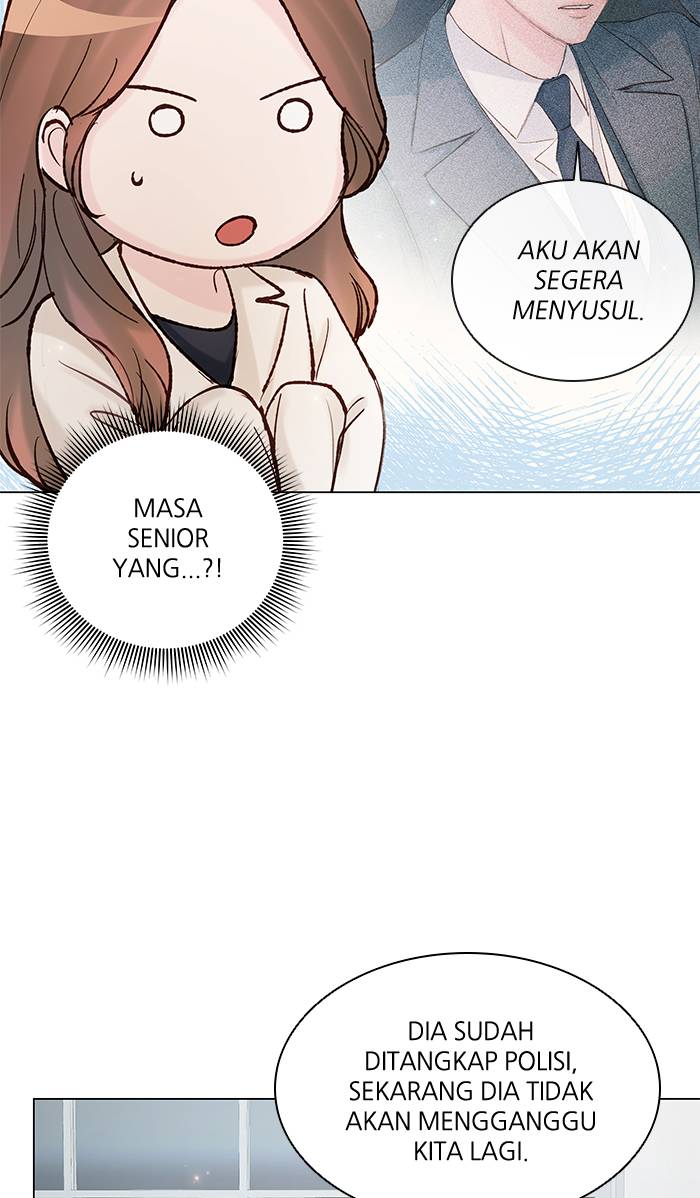 AKU AKAN
SEGERA
MENYUSUL.
MASA
SENIOR
YANG...?!
DIA SUDAH
DITANGKAP POLISI,
SEKARANG DIA TIDAK
AKAN MENGGANGGU
KITA LAGI.